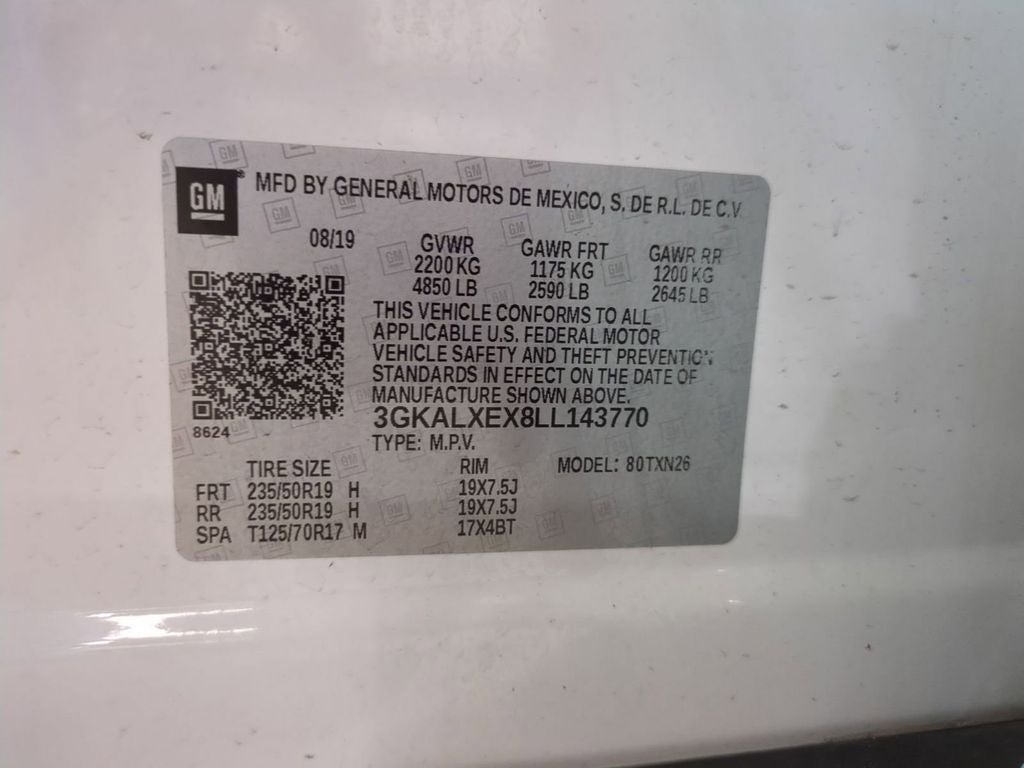 GM® MFD BY GENERAL MOTORS DE MEXICO, S. DE R.L. DE C.V
08/19 GVWR GAWR FRT GAWR RR
2200 KG 1175 KG 1200 KG
4850 LB 2590 LB 2645 LB
THIS VEHICLE CONFORMS TO ALL
APPLICABLE U.S. FEDERAL MOTOR
VEHICLE SAFETY AND THEFT PREVENTION
STANDARDS IN EFFECT ON THE DATE OF
MANUFACTURE SHOWN ABOVE.
3GKALXEX8LL143770
8624
TYPE: M.P.V.
TIRE SIZE RIM MODEL: 80TXN26
FRT 235/50R19 H 19X7.5J
RR 235/50R19 H 19X7.5J
SPA T125/70R17 M 17X4BT